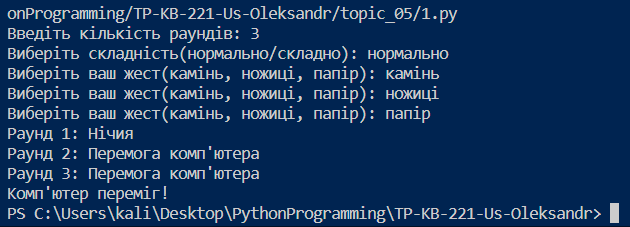 onProgramming/TP-KB-221-Us-Oleksandr/topic_05/1.py
Введіть кількість раундів: 3
Виберіть складність(нормально/складно): нормально
Виберіть ваш жест(камінь, ножиці, папір): камінь
Виберіть ваш жест(камінь, ножиці, папір): ножиці
Виберіть ваш жест(камінь, ножиці, папір): папір
Раунд 1: Нічия
Раунд 2: Перемога комп'ютера
Раунд 3: Перемога комп'ютера
Комп'ютер переміг!
PS C:\Users\kali\Desktop\PythonProgramming\TP-KB-221-Us-Oleksandr>